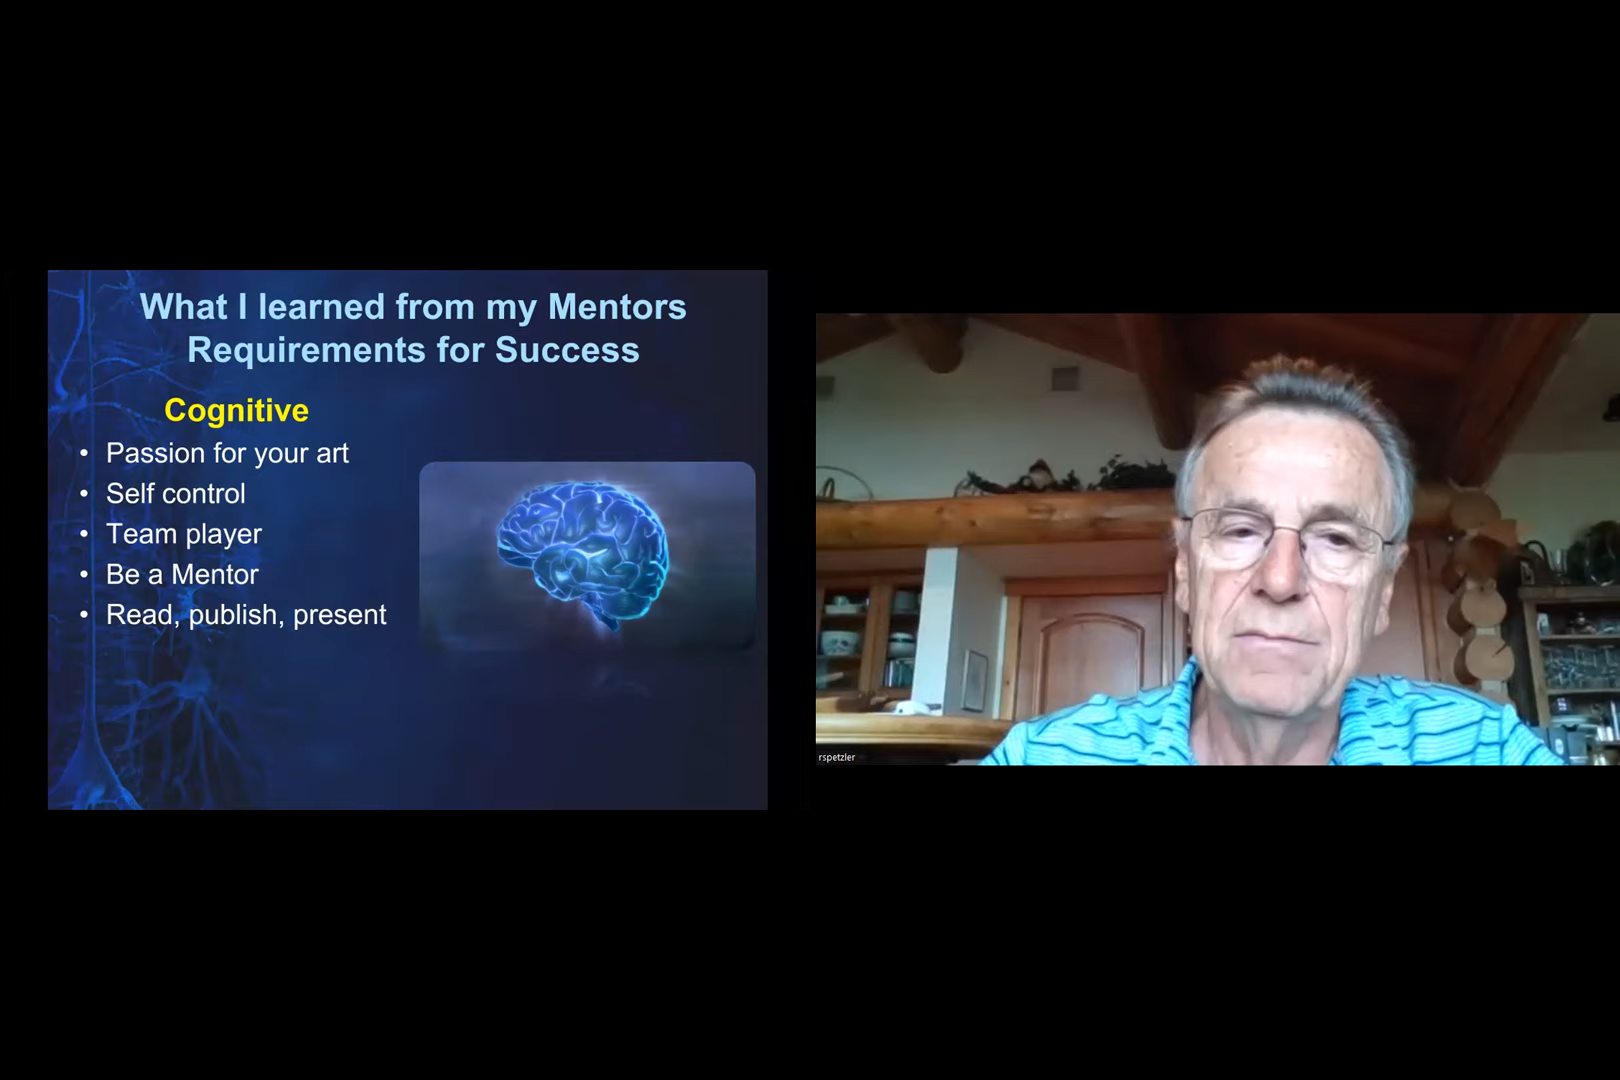 What I learned from my Mentors
Requirements for Success
Cognitive
• Passion for your art
• Self control
• Team player
• Be a Mentor
• Read, publish, present
rspetzler